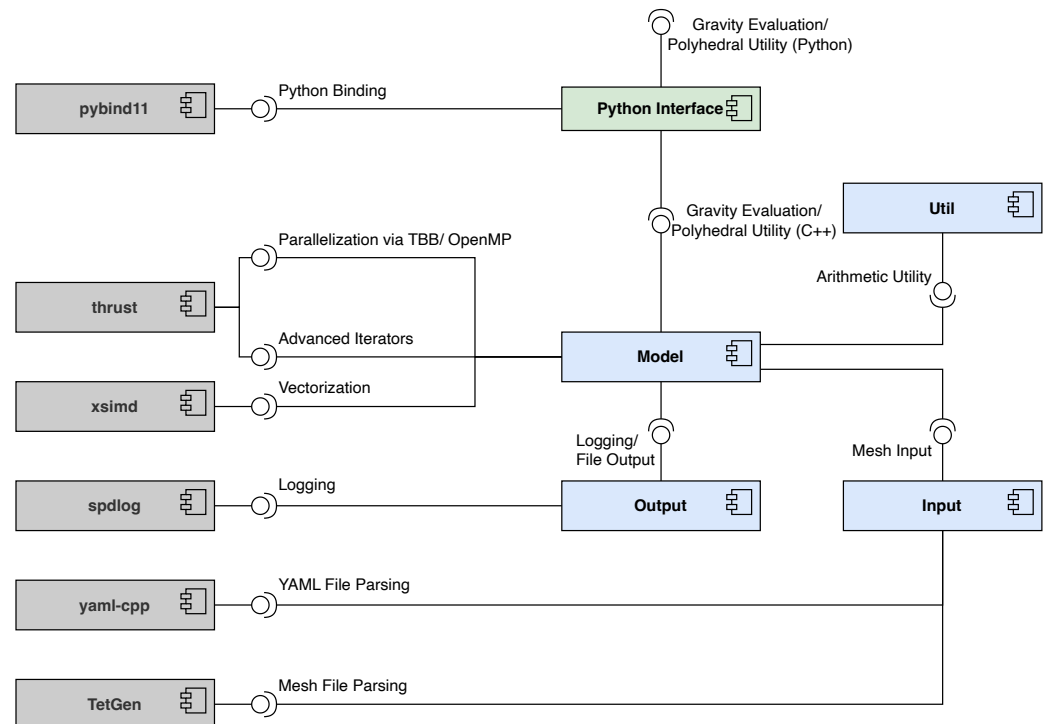 Gravity Evaluation/
Polyhedral Utility (Python)
Python Binding
pybind11
Python Interface
Util
Gravity Evaluation/
Polyhedral Utility (C++)
Parallelization via TBB/ OpenMP
Arithmetic Utility
thrust
Advanced Iterators
Model
Vectorization
xsimd
Logging/
File Output
Mesh Input
Logging
spdlog
Output
Input
YAML File Parsing
yaml-cpp
Mesh File Parsing
TetGen